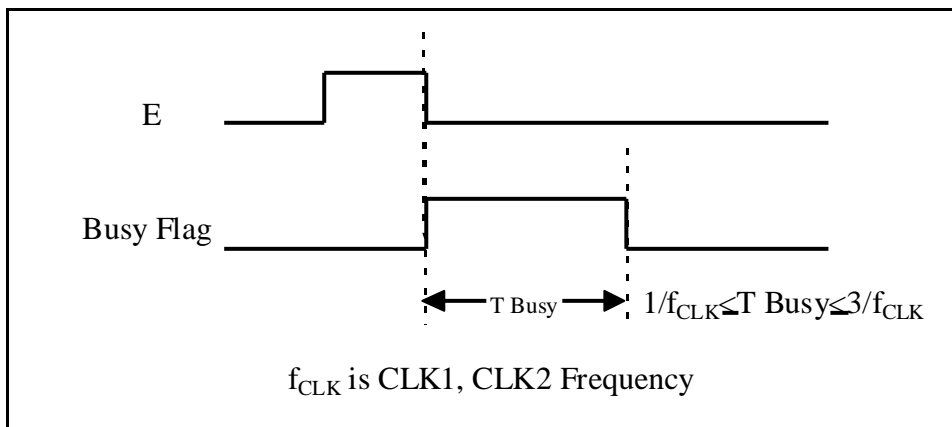 E
Busy Flag
T Busy
1/fCLK≤T Busy≤3/fCLK
fCLK is CLK1, CLK2 Frequency